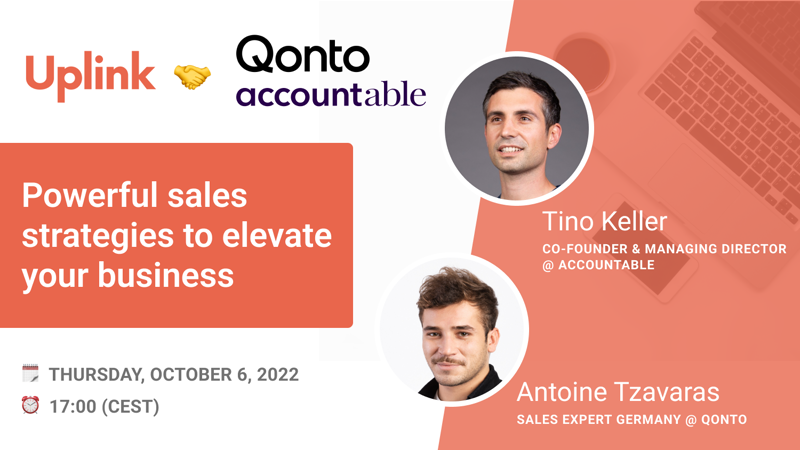 Uplink
Qonto
accountable
Powerful sales
strategies to elevate
your business
THURSDAY, OCTOBER 6, 2022
17:00 (CEST)
Tino Keller
CO-FOUNDER & MANAGING DIRECTOR
@ ACCOUNTABLE
Antoine Tzavaras
SALES EXPERT GERMANY @ QONTO